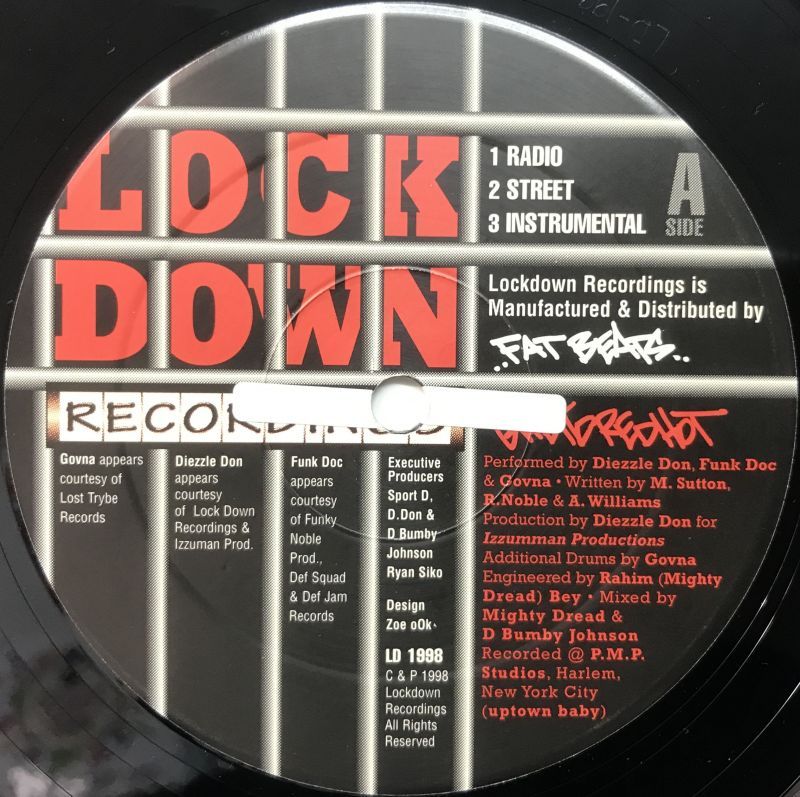 LOCK
DOWN
RECORDINGS
1 RADIO
2 STREET
3 INSTRUMENTAL
A
SIDE
Lockdown Recordings is
Manufactured & Distributed by
..FAT BEATS..
Performed by Diezzle Don, Funk Doc
& Govna • Written by M. Sutton,
R.Noble & A. Williams
Production by Diezzle Don for
Izzumman Productions
Additional Drums by Govna
Engineered by Rahim (Mighty
Dread) Bey • Mixed by
Mighty Dread &
D Bumby Johnson
Recorded @ P.M.P.
Studios, Harlem,
New York City
(uptown baby)
Govna appears
courtesy of
Lost Trybe
Records
Diezzle Don
appears
courtesy
of Lock Down
Recordings &
Izzuman Prod.
Funk Doc
appears
courtesy
of Funky
Noble
Prod.,
Def Squad
& Def Jam
Records
Executive
Producers
Sport D,
D.Don &
D Bumby
Johnson
Ryan Siko
Design
Zoe oOk
LD 1998
C & P 1998
Lockdown
Recordings
All Rights
Reserved